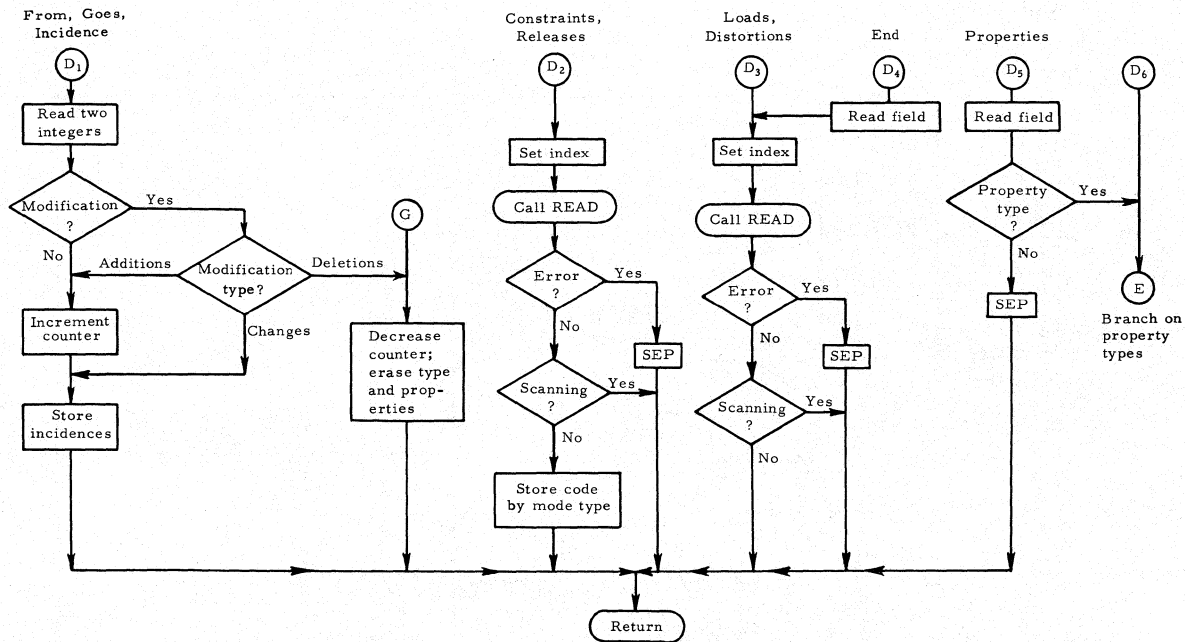 From, Goes,
Incidence
D1
Read two
integers
Modification
?
Yes
No
Additions
Modification
type?
Deletions
Changes
Increment
counter
Store
incidences
G
Decrease
counter;
erase type
and prop-
erties
Constraints,
Releases
D2
Set index
Call READ
Error
?
Yes
No
SEP
Scanning
?
Yes
No
Store code
by mode type
Loads,
Distortions
D3
End
D4
Read field
Set index
Call READ
Error
?
Yes
No
SEP
Scanning
?
Yes
No
Properties
D5
Read field
Property
type
?
Yes
No
SEP
D6
E
Branch on
property
types
Return